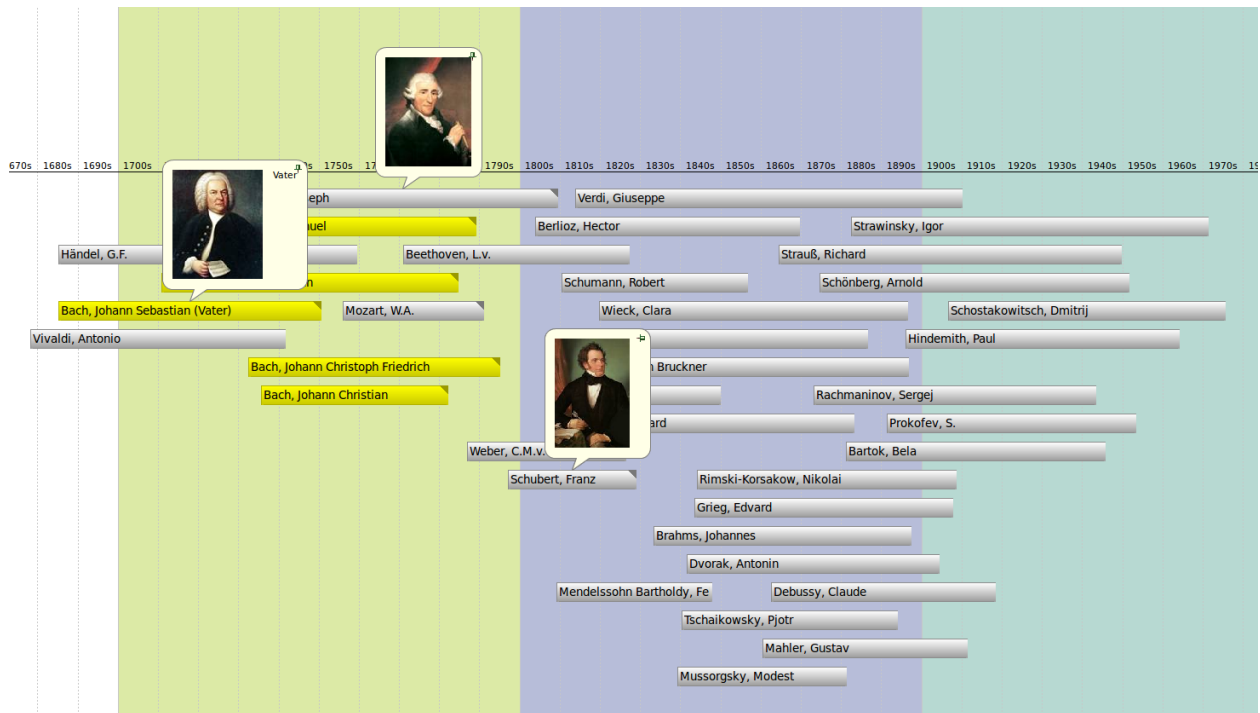 670s 1680s 1690s 1700s 1750s 1790s 1800s 1810s 1820s 1830s 1840s 1850s 1860s 1870s 1880s 1890s 1900s 1910s 1920s 1930s 1940s 1950s 1960s 1970s
Vater
eph
Verdi, Giuseppe
uel
Berlioz, Hector
Strawinsky, Igor
Händel, G.F.
Beethoven, L.v.
Strauß, Richard
n
Schumann, Robert
Schönberg, Arnold
Bach, Johann Sebastian (Vater)
Mozart, W.A.
Wieck, Clara
Schostakowitsch, Dmitrij
Vivaldi, Antonio
Hindemith, Paul
Bach, Johann Christoph Friedrich
Bruckner
Bach, Johann Christian
Rachmaninov, Sergej
ard
Prokofev, S.
Weber, C.M.v.
Bartok, Bela
Schubert, Franz
Rimski-Korsakow, Nikolai
Grieg, Edvard
Brahms, Johannes
Dvorak, Antonin
Mendelssohn Bartholdy, Fe
Debussy, Claude
Tschaikowsky, Pjotr
Mahler, Gustav
Mussorgsky, Modest